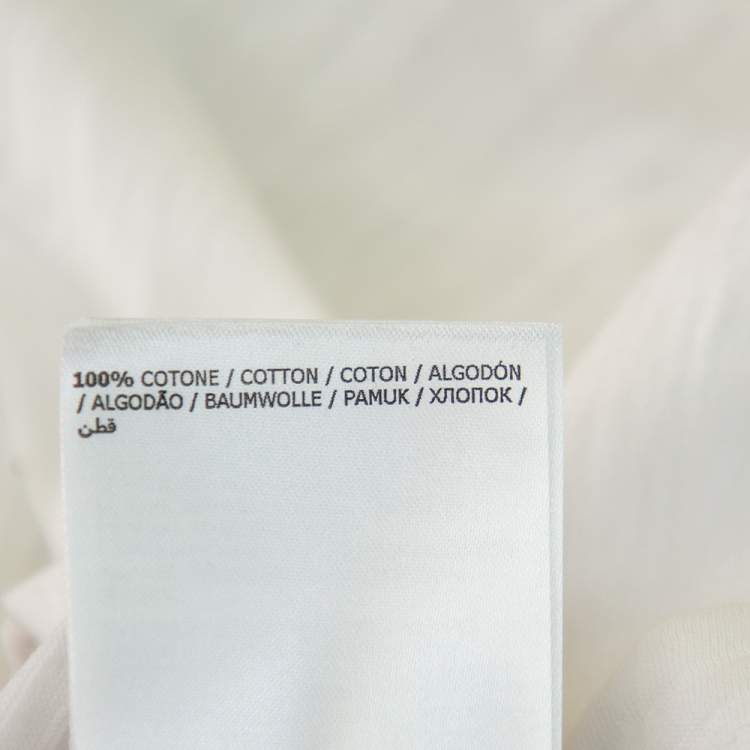 100% COTONE / COTTON / COTON / ALGODÓN
/ ALGODÃO / BAUMWOLLE / PAMUK / ХЛОПОК /
قطن